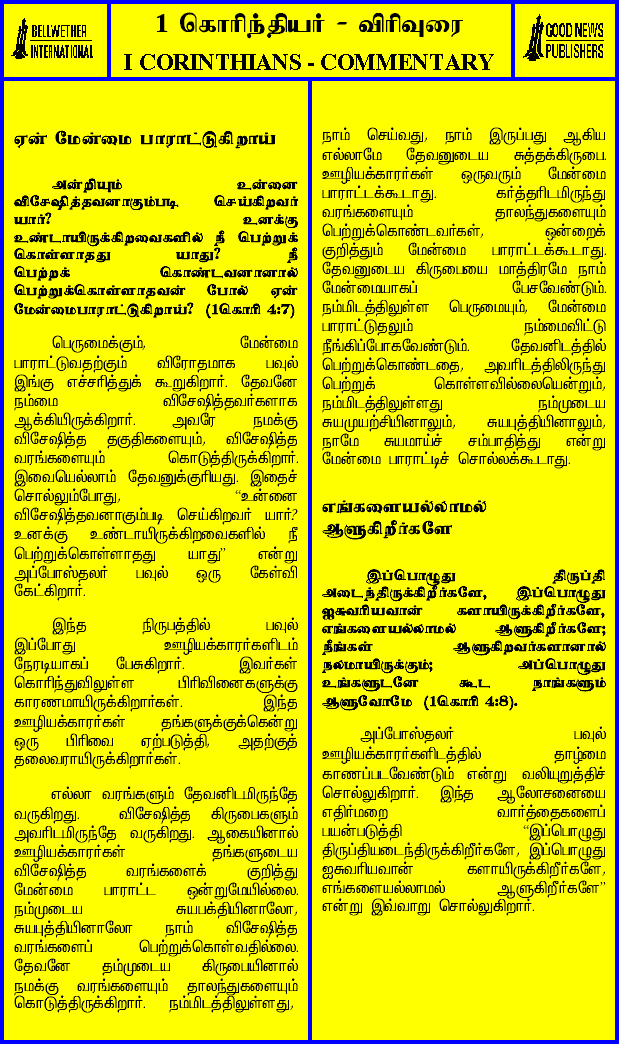 BELLWETHER
INTERNATIONAL
1 கொரிந்தியர் - விரிவுரை
I CORINTHIANS - COMMENTARY
GOOD NEWS
PUBLISHERS
ஏன் மேன்மை பாராட்டுகிறாய்
அன்றியும் உன்னை
விசேஷித்தவனாகும்படி செய்கிறவர்
யார்? உனக்கு
உண்டாயிருக்கிறவைகளில் நீ பெற்றுக்
கொள்ளாதது யாது? நீ
பெற்றுக் கொண்டவனானால்
பெற்றுக்கொள்ளாதவன் போல் ஏன்
மேன்மைபாராட்டுகிறாய்? (1கொரி 4:7)
பெருமைக்கும், மேன்மை
பாராட்டுவதற்கும் விரோதமாக பவுல்
இங்கு எச்சரித்துக் கூறுகிறார். தேவனே
நம்மை விசேஷித்தவர்களாக
ஆக்கியிருக்கிறார். அவரே நமக்கு
விசேஷித்த தகுதிகளையும், விசேஷித்த
வரங்களையும் கொடுத்திருக்கிறார்.
இவையெல்லாம் தேவனுக்குரியது. இதைச்
சொல்லும்போது, “உன்னை
விசேஷித்தவனாகும்படி செய்கிறவர் யார்?
உனக்கு உண்டாயிருக்கிறவைகளில் நீ
பெற்றுக்கொள்ளாதது யாது” என்று
அப்போஸ்தலர் பவுல் ஒரு கேள்வி
கேட்கிறார்.
இந்த நிருபத்தில் பவுல்
இப்போது ஊழியக்காரர்களிடம்
நேரடியாகப் பேசுகிறார். இவர்கள்
கொரிந்துவிலுள்ள பிரிவினைகளுக்கு
காரணமாயிருக்கிறார்கள். இந்த
ஊழியக்காரர்கள் தங்களுக்குக்கென்று
ஒரு பிரிவை ஏற்படுத்தி, அதற்குத்
தலைவராயிருக்கிறார்கள்.
எல்லா வரங்களும் தேவனிடமிருந்தே
வருகிறது. விசேஷித்த கிருபைகளும்
அவரிடமிருந்தே வருகிறது. ஆகையினால்
ஊழியக்காரர்கள் தங்களுடைய
விசேஷித்த வரங்களைக் குறித்து
மேன்மை பாராட்ட ஒன்றுமேயில்லை.
நம்முடைய சுயபக்தியினாலோ,
சுயபுத்தியினாலோ நாம் விசேஷித்த
வரங்களைப் பெற்றுக்கொள்வதில்லை.
தேவனே தம்முடைய கிருபையினால்
நமக்கு வரங்களையும் தாலந்துகளையும்
கொடுத்திருக்கிறார். நம்மிடத்திலுள்ளது,
நாம் செய்வது, நாம் இருப்பது ஆகிய
எல்லாமே தேவனுடைய சுத்தக்கிருபை.
ஊழியக்காரர்கள் ஒருவரும் மேன்மை
பாராட்டக்கூடாது. கர்த்தரிடமிருந்து
வரங்களையும் தாலந்துகளையும்
பெற்றுக்கொண்டவர்கள், ஒன்றைக்
குறித்தும் மேன்மை பாராட்டக்கூடாது.
தேவனுடைய கிருபையை மாத்திரமே நாம்
மேன்மையாகப் பேசவேண்டும்.
நம்மிடத்திலுள்ள பெருமையும், மேன்மை
பாராட்டுதலும் நம்மைவிட்டு
நீங்கிப்போகவேண்டும். தேவனிடத்தில்
பெற்றுக்கொண்டதை, அவரிடத்திலிருந்து
பெற்றுக் கொள்ளவில்லையென்றும்,
நம்மிடத்திலுள்ளது நம்முடைய
சுயமுயற்சியினாலும், சுயபுத்தியினாலும்,
நாமே சுயமாய்ச் சம்பாதித்து என்று
மேன்மை பாராட்டிச் சொல்லக்கூடாது.
எங்களையல்லாமல்
ஆளுகிறீர்களே
இப்பொழுது திருப்தி
அடைந்திருக்கிறீர்களே, இப்பொழுது
ஐசுவரியவான் களாயிருக்கிறீர்களே,
எங்களையல்லாமல் ஆளுகிறீர்களே;
நீங்கள் ஆளுகிறவர்களானால்
நலமாயிருக்கும்; அப்பொழுது
உங்களுடனே கூட நாங்களும்
ஆளுவோமே (1கொரி 4:8).
அப்போஸ்தலர் பவுல்
ஊழியக்காரர்களிடத்தில் தாழ்மை
காணப்படவேண்டும் என்று வலியுறுத்திச்
சொல்லுகிறார். இந்த ஆலோசனையை
எதிர்மறை வார்த்தைகளைப்
பயன்படுத்தி “இப்பொழுது
திருப்தியடைந்திருக்கிறீர்களே, இப்பொழுது
ஐசுவரியவான் களாயிருக்கிறீர்களே,
எங்களையல்லாமல் ஆளுகிறீர்களே”
என்று இவ்வாறு சொல்லுகிறார்.